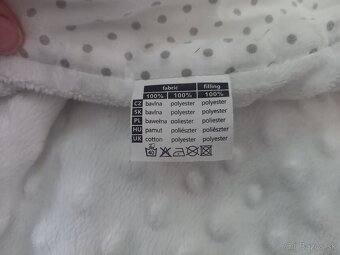 fabric filling
100% 100% 100%
CZ bavlna polyester polyester
SK bavlna polyester polyester
PL bawełna poliester poliester
HU pamut poliészter poliészter
UK cotton polyester polyester
40